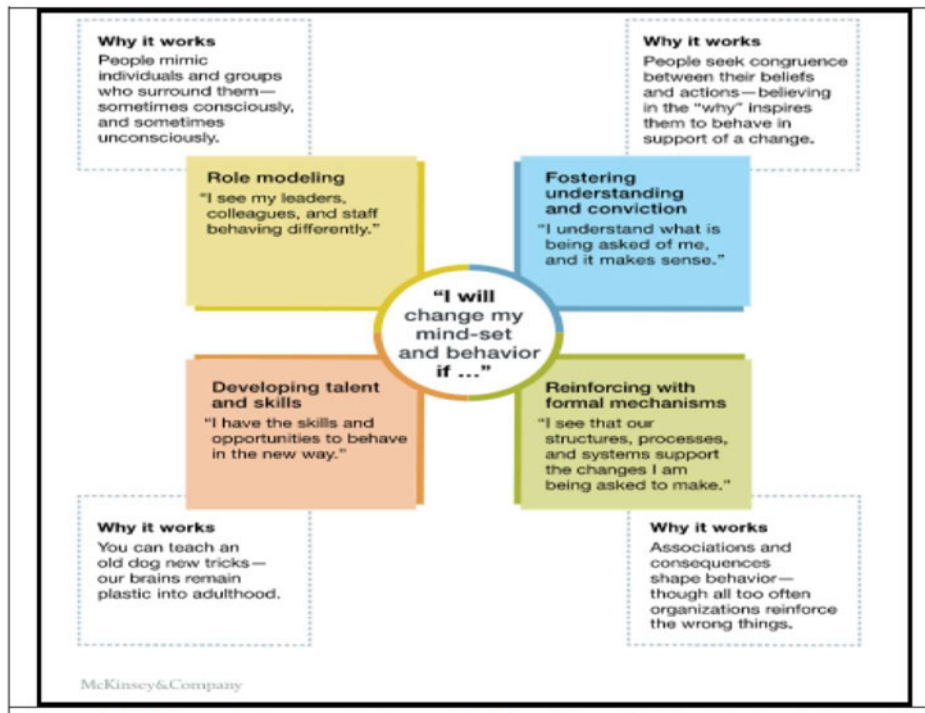 Why it works
People mimic
individuals and groups
who surround them—
sometimes consciously,
and sometimes
unconsciously.
Why it works
People seek congruence
between their beliefs
and actions—believing
in the “why” inspires
them to behave in
support of a change.
Role modeling
“I see my leaders,
colleagues, and staff
behaving differently.”
Fostering
understanding
and conviction
“I understand what is
being asked of me,
and it makes sense.”
“I will
change my
mind-set
and behavior
if ...”
Developing talent
and skills
“I have the skills and
opportunities to behave
in the new way.”
Reinforcing with
formal mechanisms
“I see that our
structures, processes,
and systems support
the changes I am
being asked to make.”
Why it works
You can teach an
old dog new tricks—
our brains remain
plastic into adulthood.
Why it works
Associations and
consequences
shape behavior—
though all too often
organizations reinforce
the wrong things.
McKinsey&Company